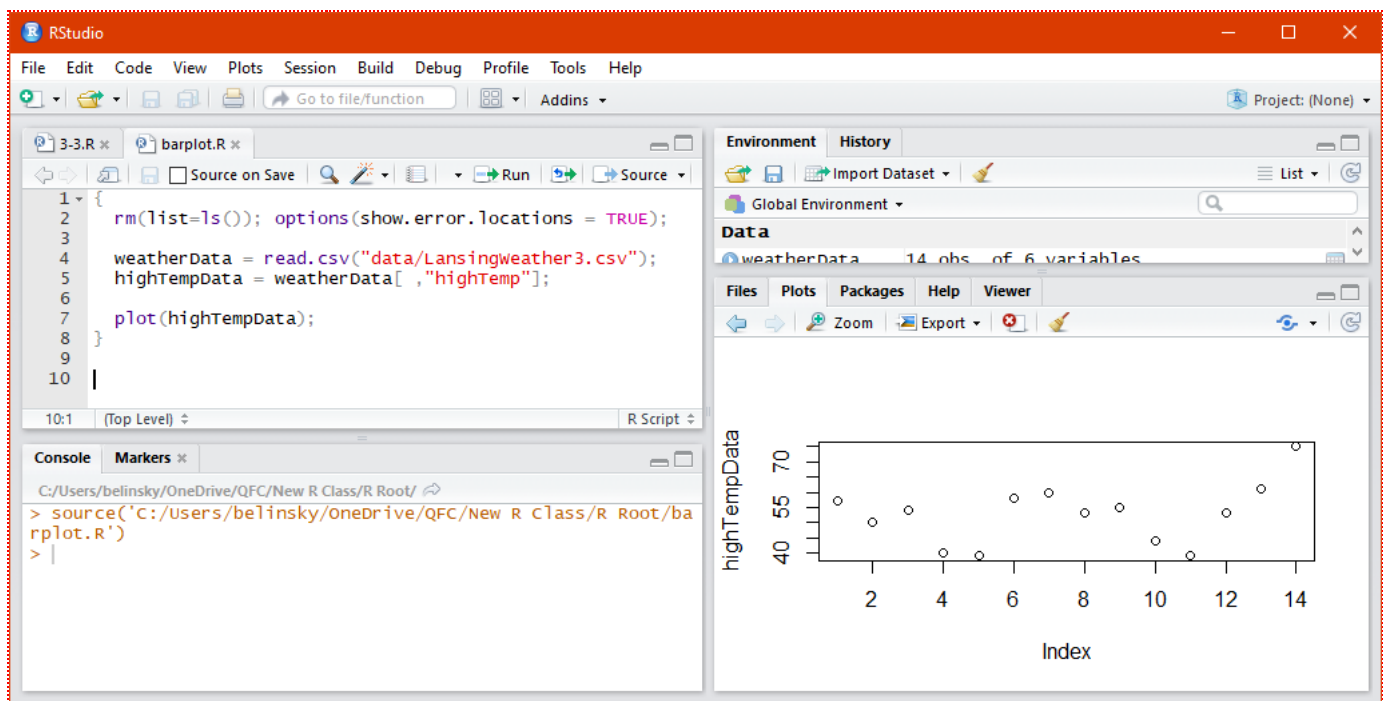 RStudio
File Edit Code View Plots Session Build Debug Profile Tools Help
Go to file/function Addins Project: (None)
3-3.R barplot.R
Source on Save Run Source
1 {
2 rm(list=ls()); options(show.error.locations = TRUE);
3
4 weatherData = read.csv("data/LansingWeather3.csv");
5 highTempData = weatherData[ ,"highTemp"];
6
7 plot(highTempData);
8 }
9
10
10:1 (Top Level) R Script
Console Markers
C:/Users/belinsky/OneDrive/QFC/New R Class/R Root/
> source('C:/Users/belinsky/OneDrive/QFC/New R Class/R Root/ba
rplot.R')
>
Environment History
Import Dataset List
Global Environment
Data
weatherData 14 obs. of 6 variables
Files Plots Packages Help Viewer
Zoom Export
highTempData
70
55
40
2 4 6 8 10 12 14
Index